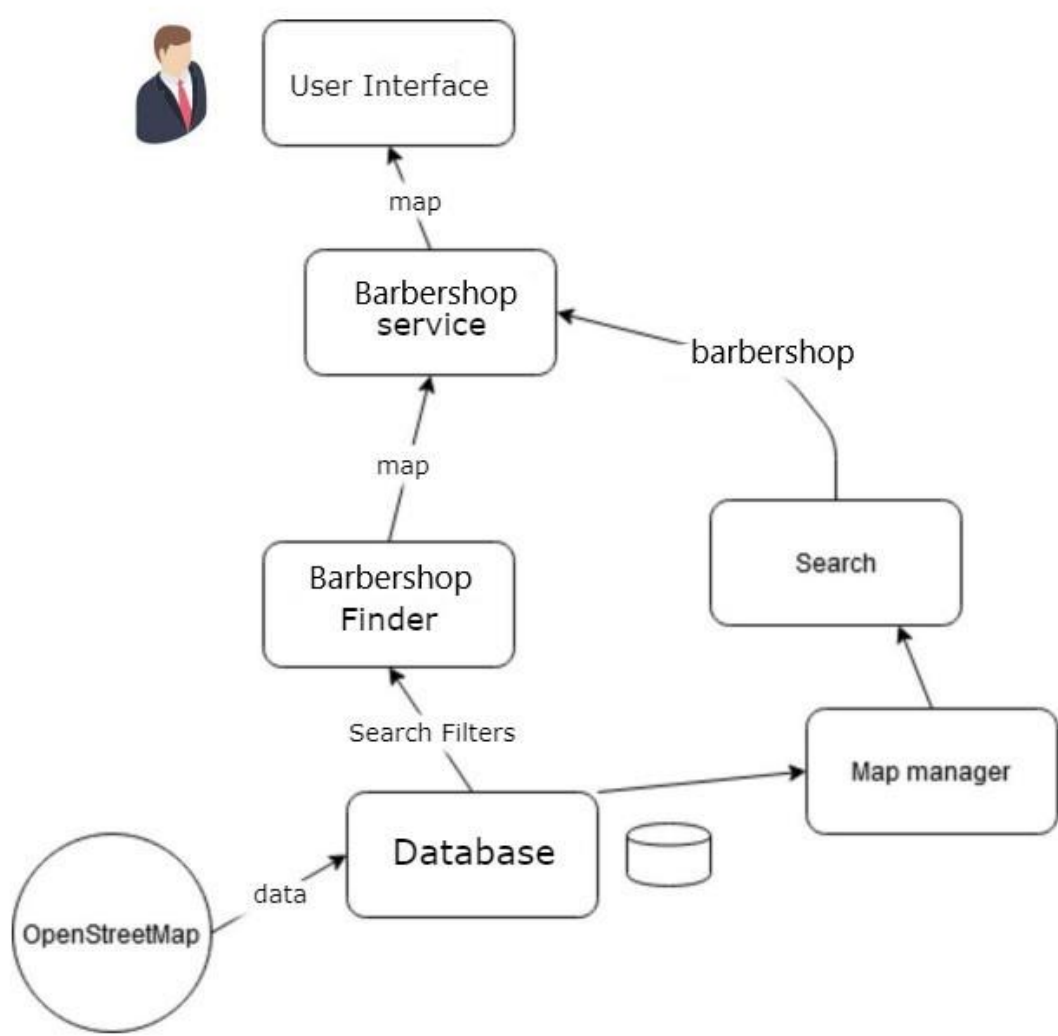 User Interface
map
Barbershop
service
barbershop
map
Search
Barbershop
Finder
Search Filters
Map manager
Database
data
OpenStreetMap